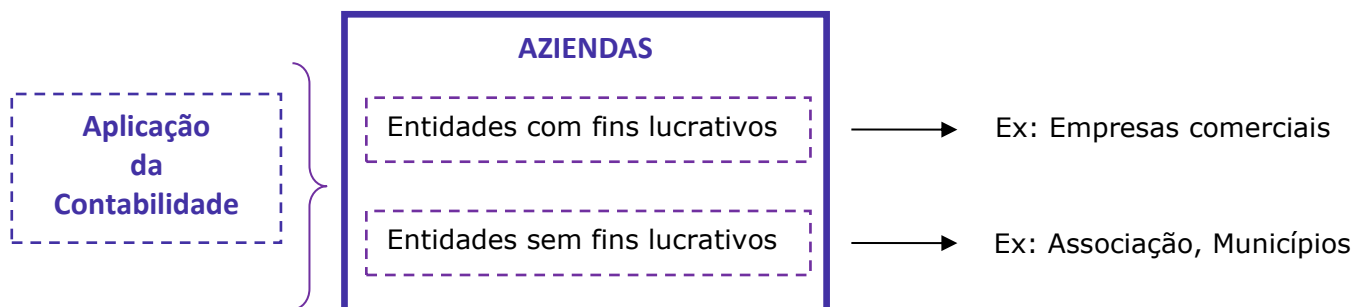 AZIENDAS
Aplicação
da
Contabilidade
Entidades com fins lucrativos
Ex: Empresas comerciais
Entidades sem fins lucrativos
Ex: Associação, Municípios